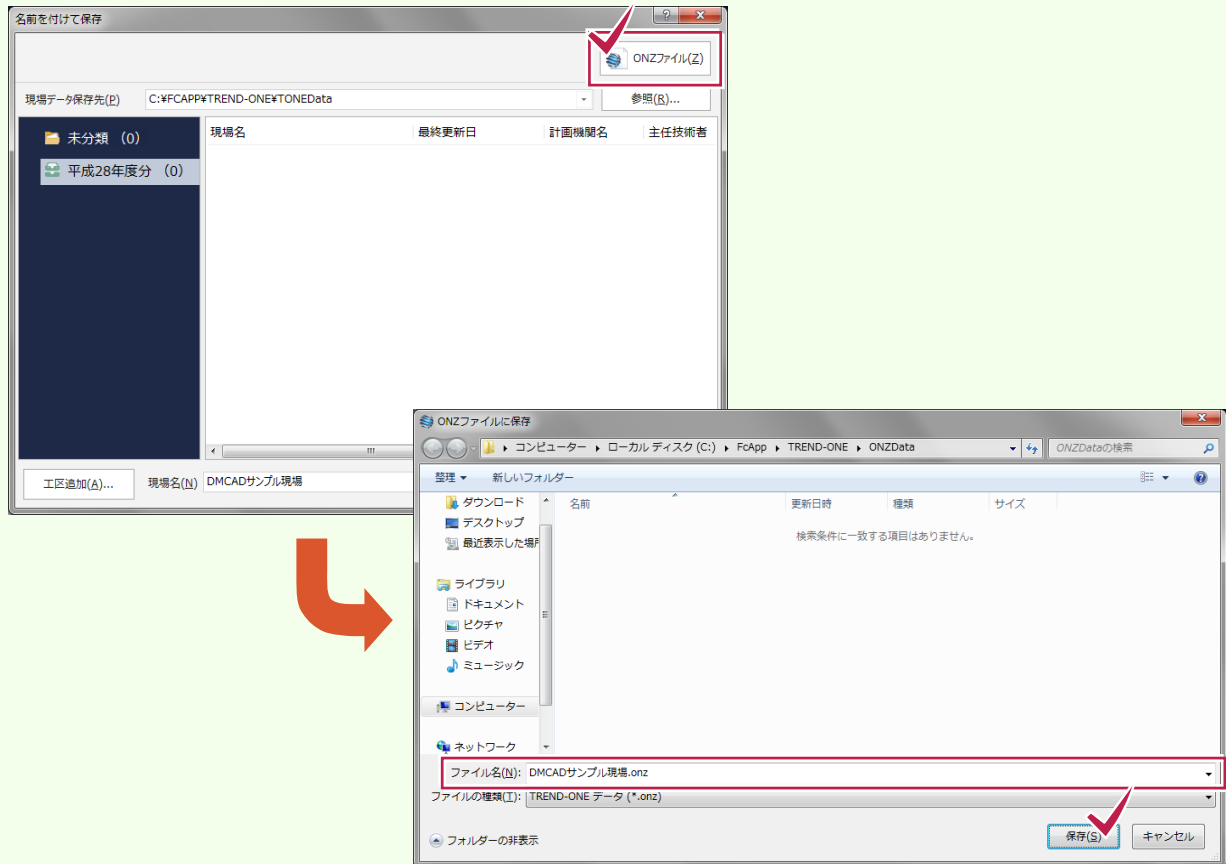 名前を付けて保存
ONZファイル(Z)
現場データ保存先(P) C:¥FCAPP¥TREND-ONE¥TONEData 参照(R)...
未分類 (0)
平成28年度分 (0)
現場名 最終更新日 計画機関名 主任技術者
工区追加(A)... 現場名(N) DMCADサンプル現場
ONZファイルに保存
コンピューター ローカル ディスク (C:) FcApp TREND-ONE ONZData ONZDataの検索
整理 新しいフォルダー
ダウンロード
デスクトップ
最近表示した場所
ライブラリ
ドキュメント
ピクチャ
ビデオ
ミュージック
コンピューター
ネットワーク
名前 更新日時 種類 サイズ
検索条件に一致する項目はありません。
ファイル名(N): DMCADサンプル現場.onz
ファイルの種類(T): TREND-ONE データ (*.onz)
フォルダーの非表示 保存(S) キャンセル